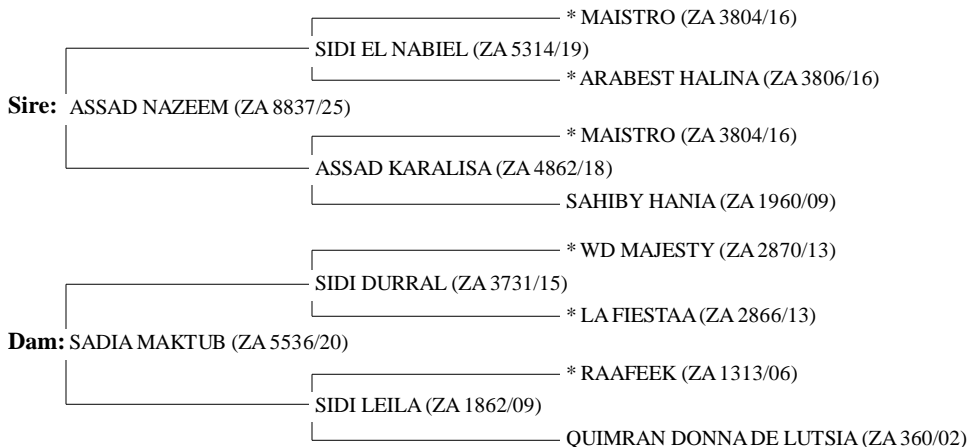 * MAISTRO (ZA 3804/16)
SIDI EL NABIEL (ZA 5314/19)
* ARABEST HALINA (ZA 3806/16)
Sire: ASSAD NAZEEM (ZA 8837/25)
* MAISTRO (ZA 3804/16)
ASSAD KARALISA (ZA 4862/18)
SAHIBY HANIA (ZA 1960/09)
* WD MAJESTY (ZA 2870/13)
SIDI DURRAL (ZA 3731/15)
* LA FIESTAA (ZA 2866/13)
Dam: SADIA MAKTUB (ZA 5536/20)
* RAAFEEK (ZA 1313/06)
SIDI LEILA (ZA 1862/09)
QUIMRAN DONNA DE LUTSIA (ZA 360/02)